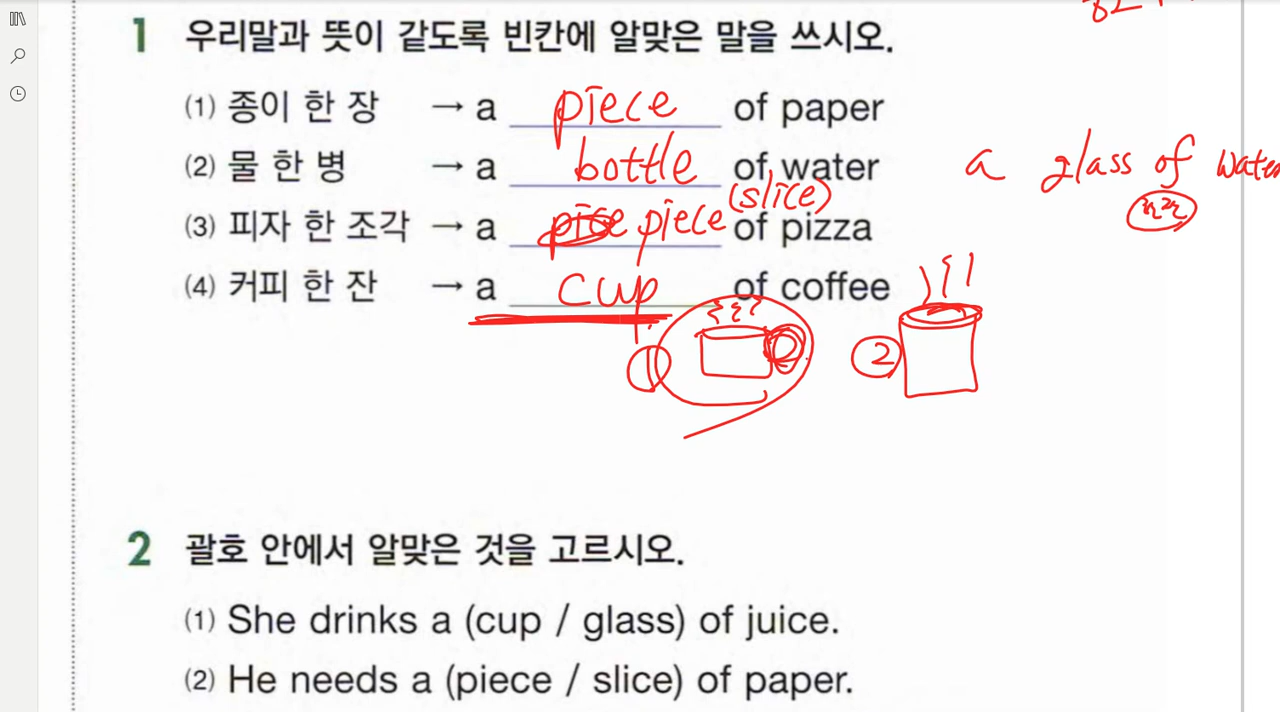 1 우리말과 뜻이 같도록 빈칸에 알맞은 말을 쓰시오.
(1) 종이 한 장 → a piece of paper
(2) 물 한 병 → a bottle of water a glass of water
(slice)
(3) 피자 한 조각 → a piece of pizza
(4) 커피 한 잔 → a cup of coffee
1 2
2 괄호 안에서 알맞은 것을 고르시오.
(1) She drinks a (cup / glass) of juice.
(2) He needs a (piece / slice) of paper.